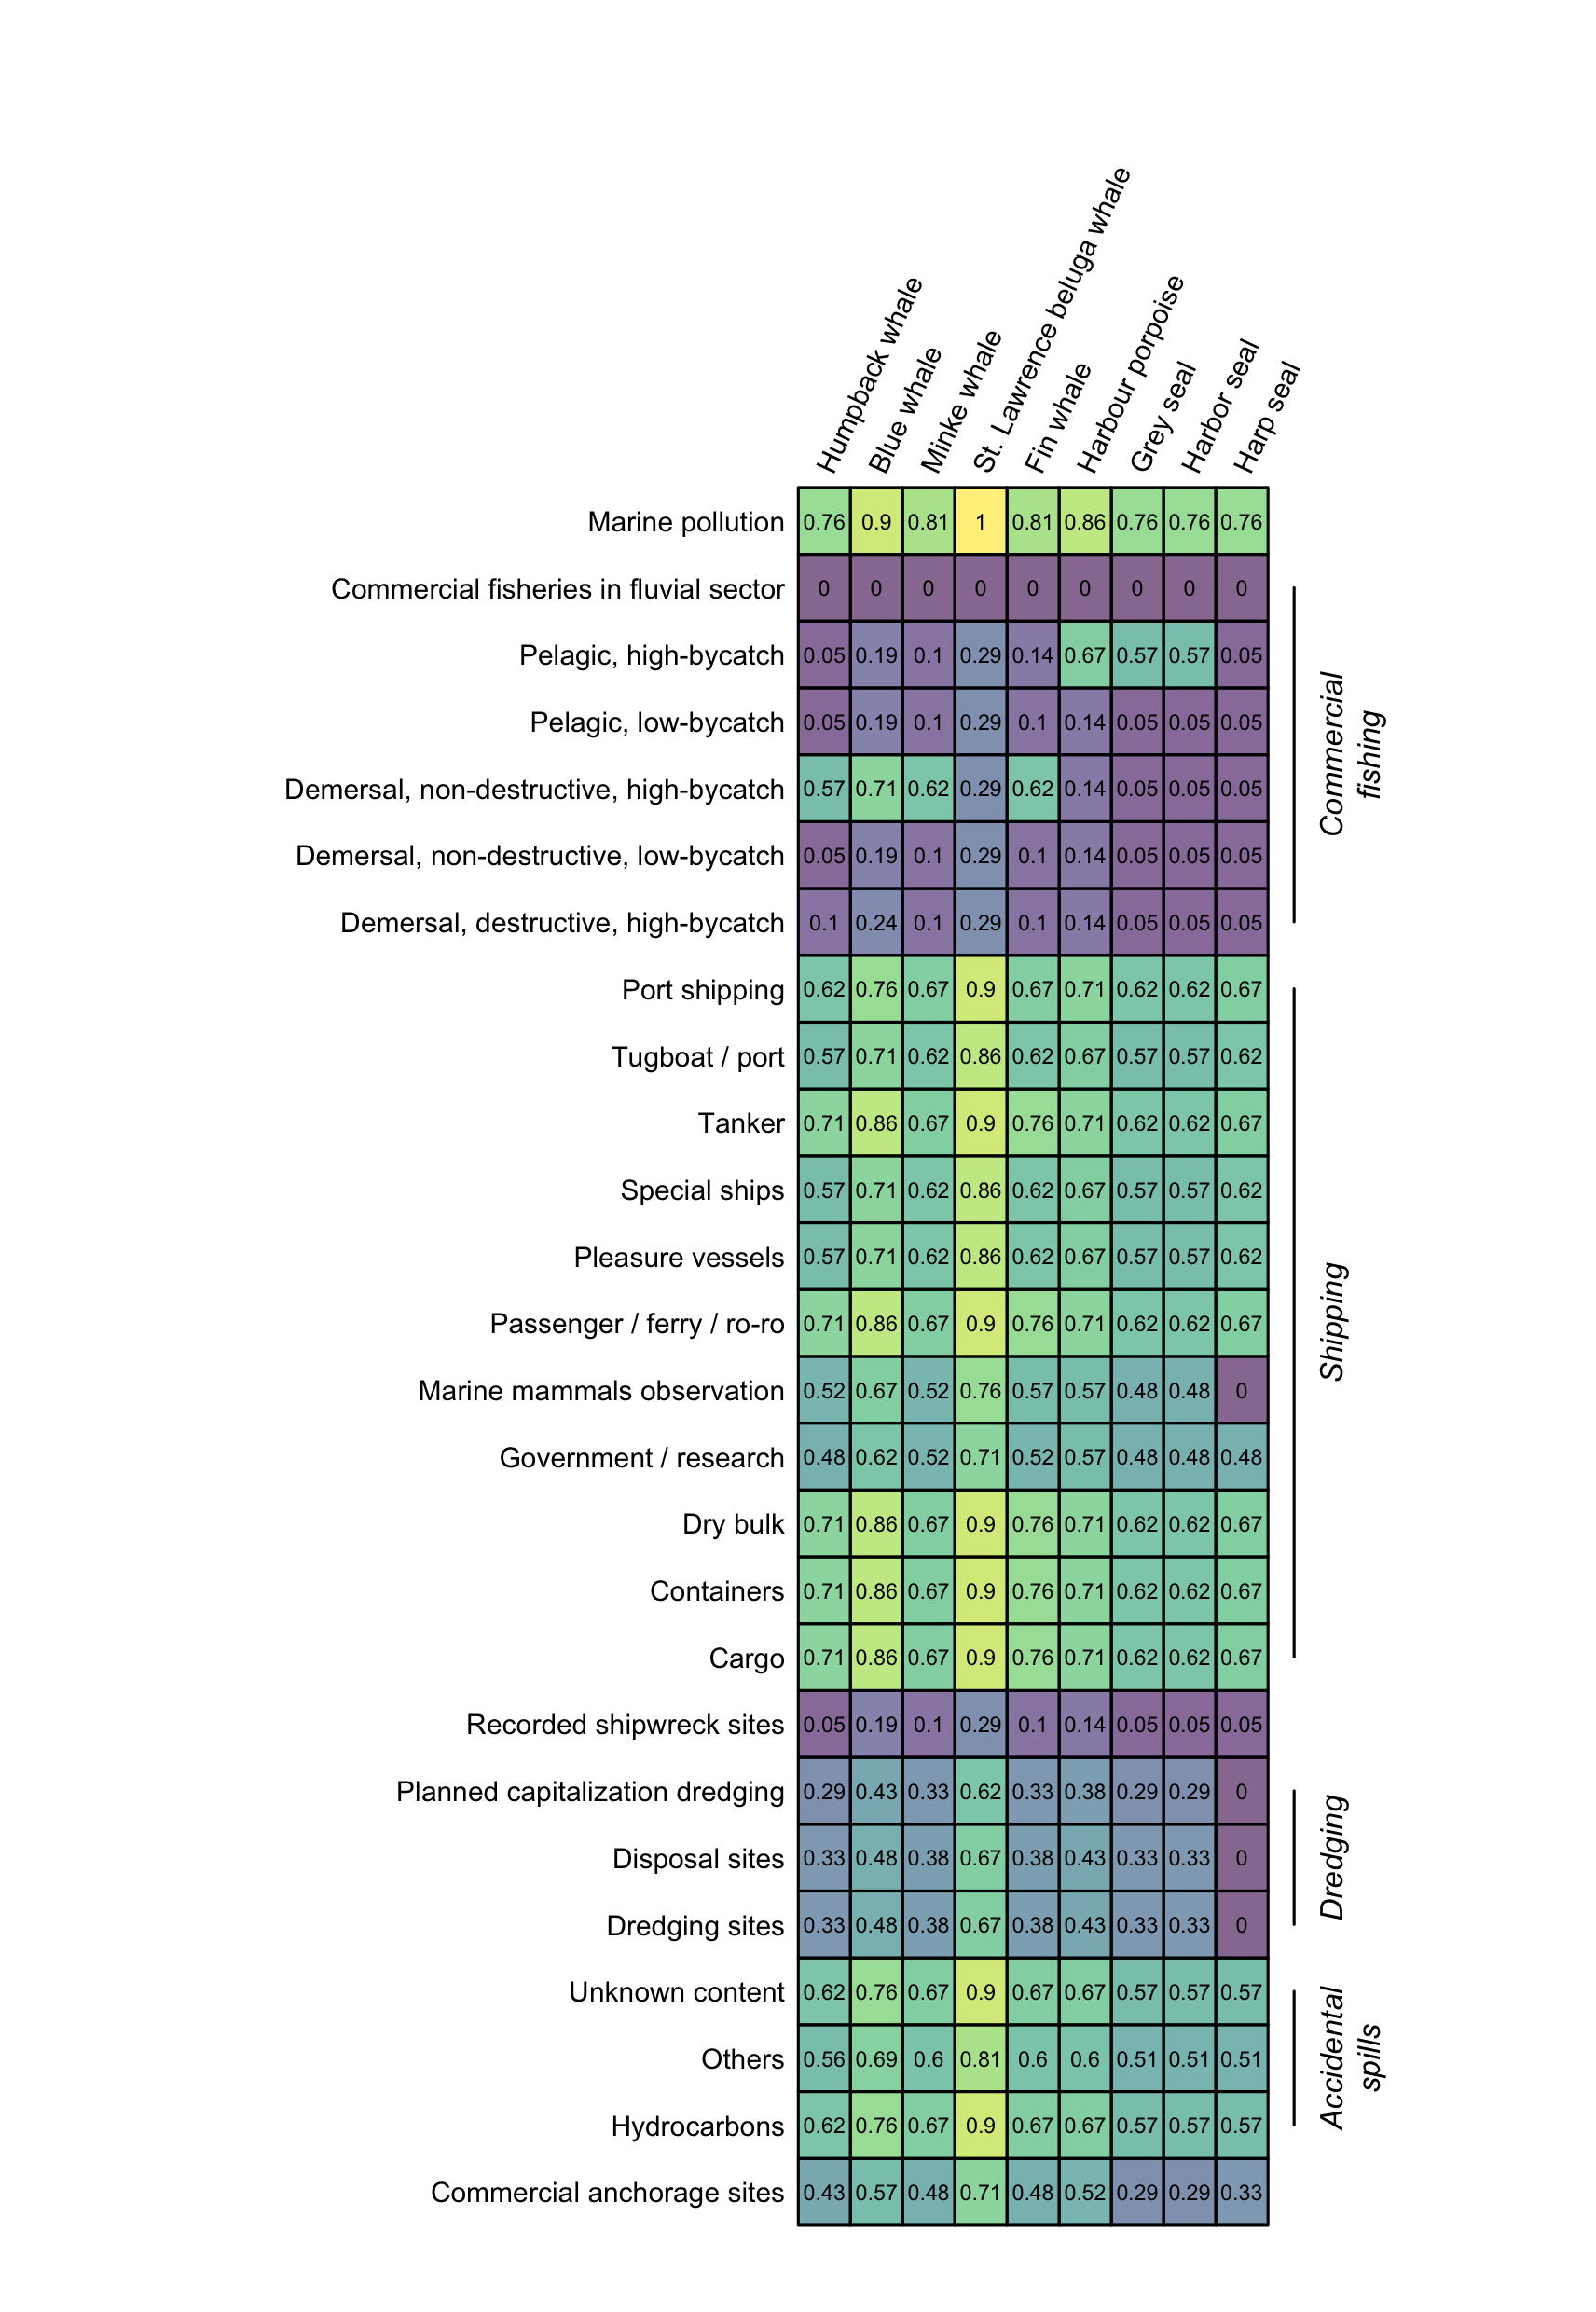 Humpback whale
Blue whale
Minke whale
St. Lawrence beluga whale
Fin whale
Harbour porpoise
Grey seal
Harbor seal
Harp seal
Marine pollution 0.76 0.9 0.81 1 0.81 0.86 0.76 0.76 0.76
Commercial fisheries in fluvial sector 0 0 0 0 0 0 0 0 0
Pelagic, high-bycatch 0.05 0.19 0.1 0.29 0.14 0.67 0.57 0.57 0.05
Pelagic, low-bycatch 0.05 0.19 0.1 0.29 0.1 0.14 0.05 0.05 0.05
Demersal, non-destructive, high-bycatch 0.57 0.71 0.62 0.29 0.62 0.14 0.05 0.05 0.05
Demersal, non-destructive, low-bycatch 0.05 0.19 0.1 0.29 0.1 0.14 0.05 0.05 0.05
Demersal, destructive, high-bycatch 0.1 0.24 0.1 0.29 0.1 0.14 0.05 0.05 0.05
Commercial
fishing
Port shipping 0.62 0.76 0.67 0.9 0.67 0.71 0.62 0.62 0.67
Tugboat / port 0.57 0.71 0.62 0.86 0.62 0.67 0.57 0.57 0.62
Tanker 0.71 0.86 0.67 0.9 0.76 0.71 0.62 0.62 0.67
Special ships 0.57 0.71 0.62 0.86 0.62 0.67 0.57 0.57 0.62
Pleasure vessels 0.57 0.71 0.62 0.86 0.62 0.67 0.57 0.57 0.62
Passenger / ferry / ro-ro 0.71 0.86 0.67 0.9 0.76 0.71 0.62 0.62 0.67
Marine mammals observation 0.52 0.67 0.52 0.76 0.57 0.57 0.48 0.48 0
Government / research 0.48 0.62 0.52 0.71 0.52 0.57 0.48 0.48 0.48
Dry bulk 0.71 0.86 0.67 0.9 0.76 0.71 0.62 0.62 0.67
Containers 0.71 0.86 0.67 0.9 0.76 0.71 0.62 0.62 0.67
Cargo 0.71 0.86 0.67 0.9 0.76 0.71 0.62 0.62 0.67
Shipping
Recorded shipwreck sites 0.05 0.19 0.1 0.29 0.1 0.14 0.05 0.05 0.05
Planned capitalization dredging 0.29 0.43 0.33 0.62 0.33 0.38 0.29 0.29 0
Disposal sites 0.33 0.48 0.38 0.67 0.38 0.43 0.33 0.33 0
Dredging sites 0.33 0.48 0.38 0.67 0.38 0.43 0.33 0.33 0
Dredging
Unknown content 0.62 0.76 0.67 0.9 0.67 0.67 0.57 0.57 0.57
Others 0.56 0.69 0.6 0.81 0.6 0.6 0.51 0.51 0.51
Hydrocarbons 0.62 0.76 0.67 0.9 0.67 0.67 0.57 0.57 0.57
Accidental
spills
Commercial anchorage sites 0.43 0.57 0.48 0.71 0.48 0.52 0.29 0.29 0.33